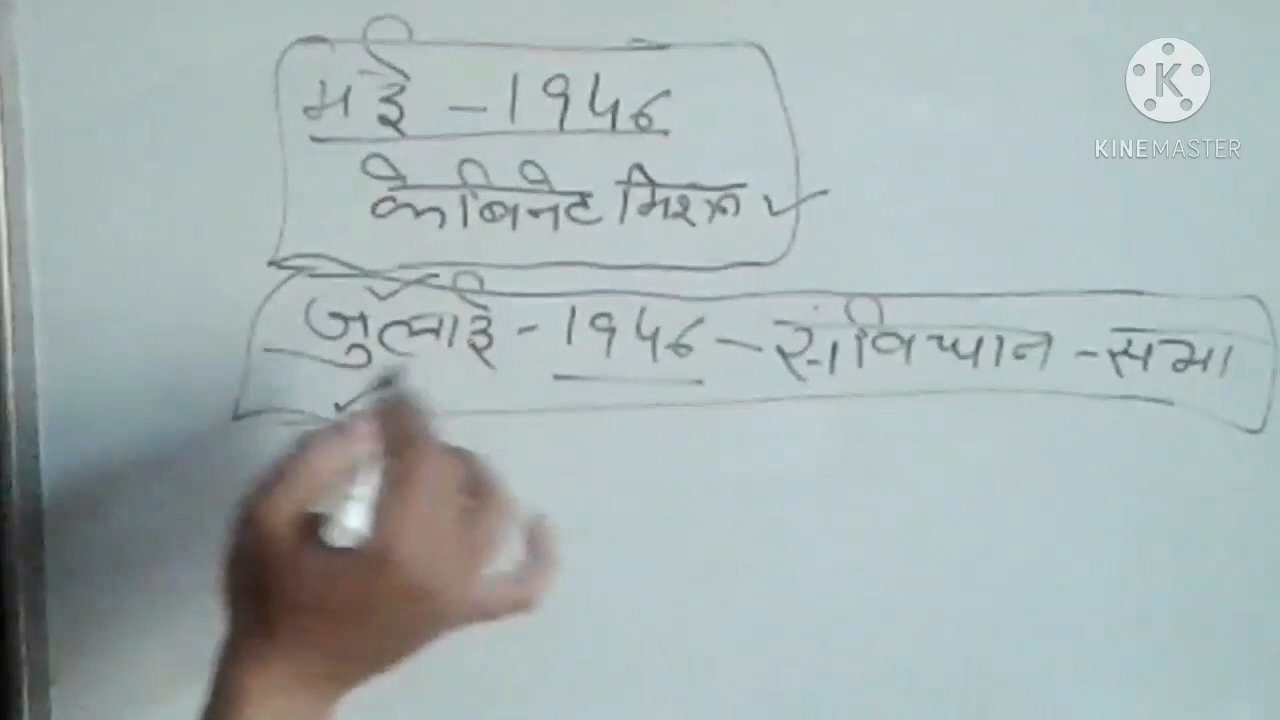 मई - 1946
केबिनेट मिशन
जुलाई - 1946 - संविधान - सभा
K
KINEMASTER